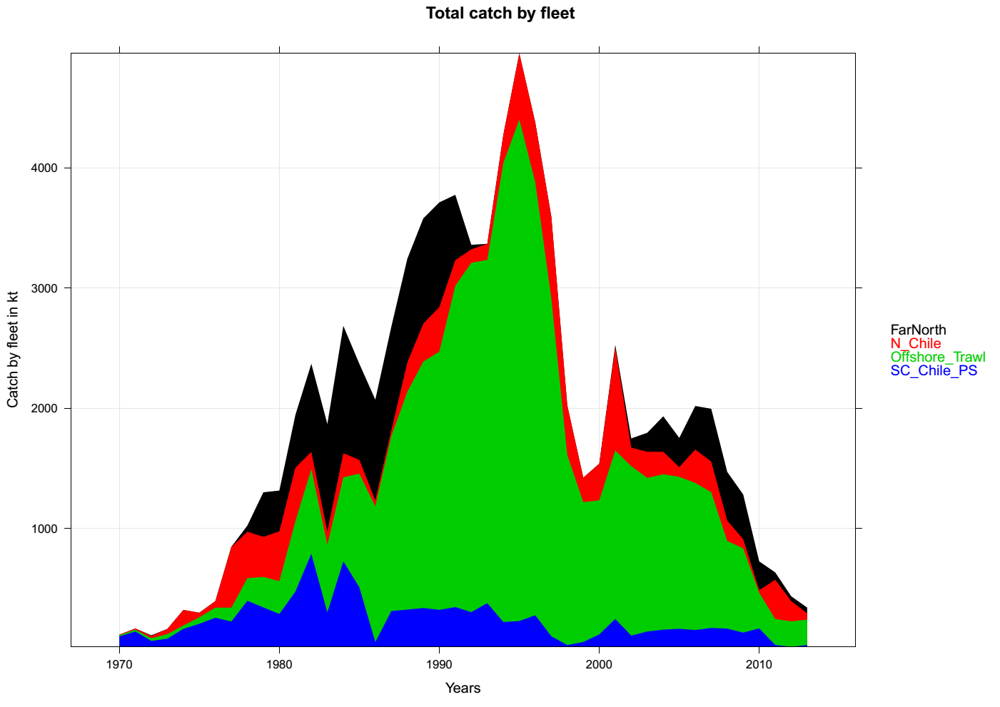 Total catch by fleet
4000
3000
2000
1000
Catch by fleet in kt
1970 1980 1990 2000 2010
Years
FarNorth
N_Chile
Offshore_Trawl
SC_Chile_PS